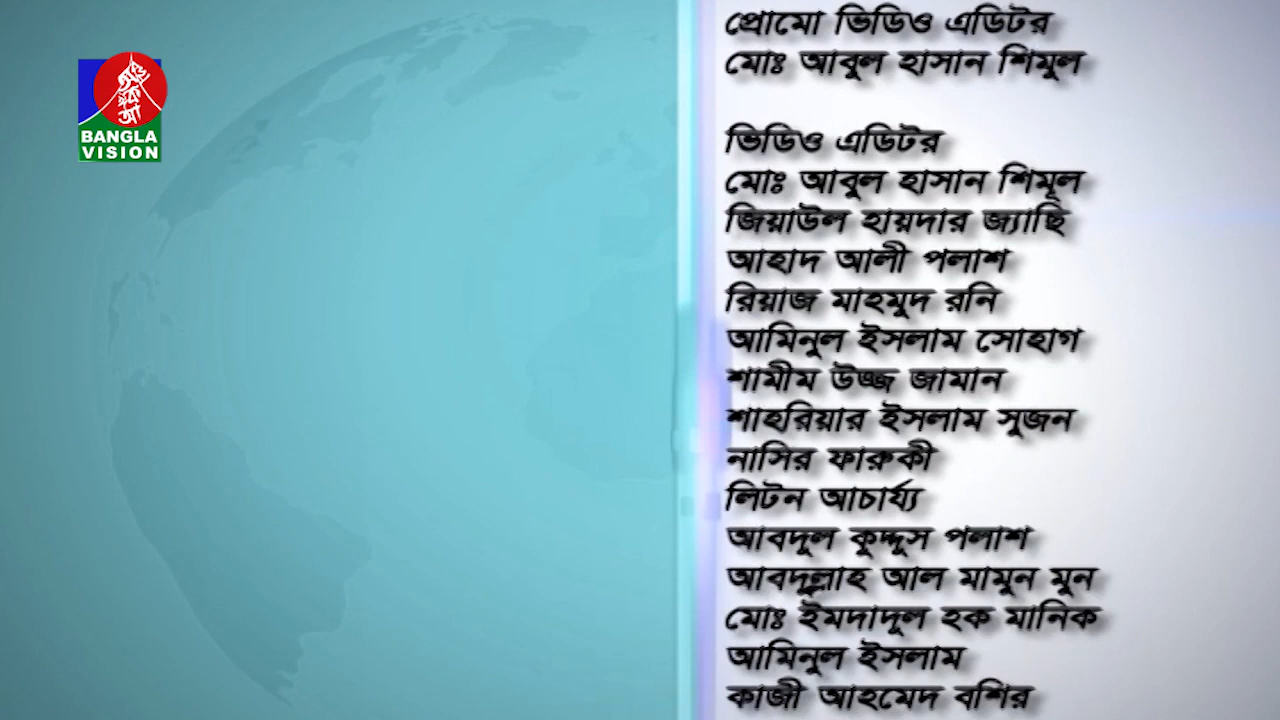 BANGLA
VISION
প্রোমো ভিডিও এডিটর
মোঃ আবুল হাসান শিমুল
ভিডিও এডিটর
মোঃ আবুল হাসান শিমূল
জিয়াউল হায়দার জ্যাছি
আহাদ আলী পলাশ
রিয়াজ মাহমুদ রনি
আমিনুল ইসলাম সোহাগ
শামীম উজ্জ জামান
শাহরিয়ার ইসলাম সুজন
নাসির ফারুকী
লিটন আচার্য্য
আবদুল কুদ্দুস পলাশ
আবদুল্লাহ আল মামুন মুন
মোঃ ইমদাদুল হক মানিক
আমিনুল ইসলাম
কাজী আহমেদ বশির